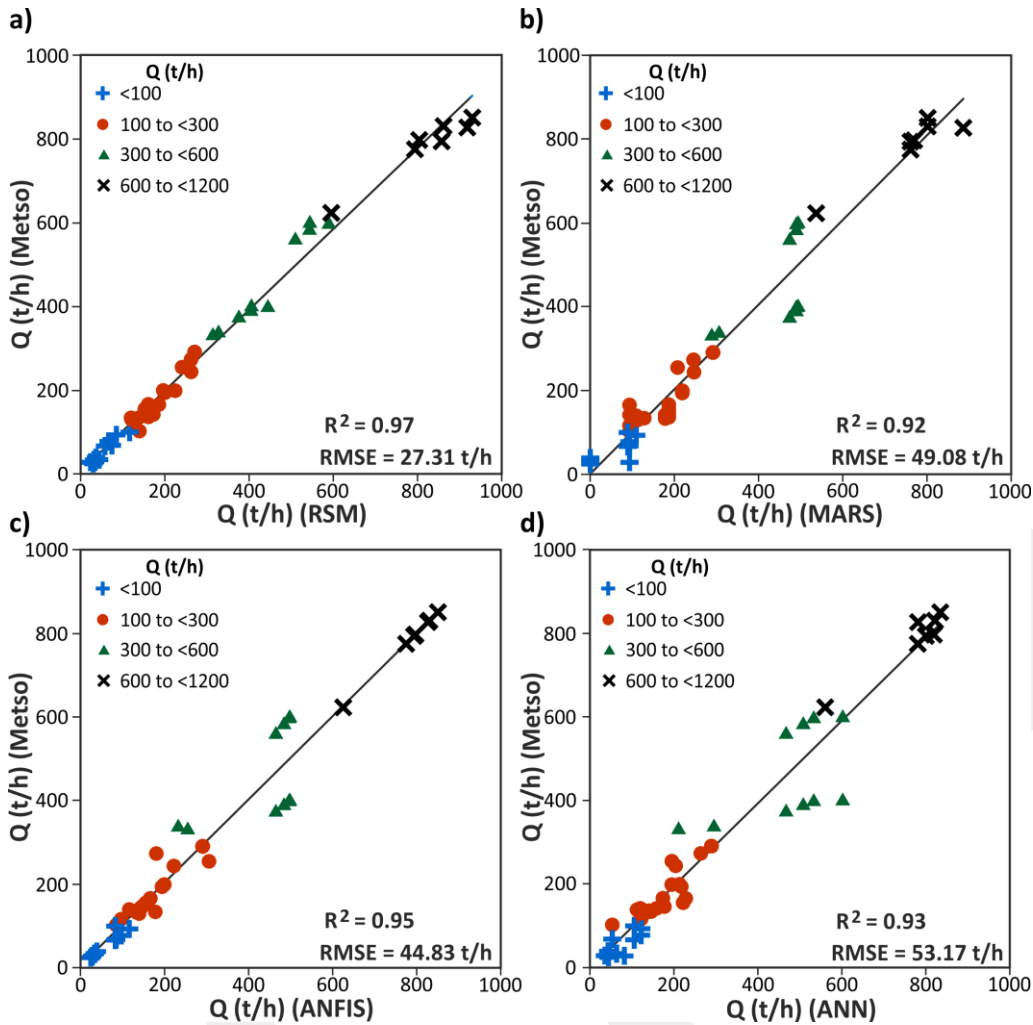 a)
Q (t/h) (Metso)
1000
800
600
400
200
0
Q (t/h)
<100
100 to <300
300 to <600
600 to <1200
R² = 0.97
RMSE = 27.31 t/h
0 200 400 600 800 1000
Q (t/h) (RSM)
b)
Q (t/h) (Metso)
1000
800
600
400
200
0
Q (t/h)
<100
100 to <300
300 to <600
600 to <1200
R² = 0.92
RMSE = 49.08 t/h
0 200 400 600 800 1000
Q (t/h) (MARS)
c)
Q (t/h) (Metso)
1000
800
600
400
200
0
Q (t/h)
<100
100 to <300
300 to <600
600 to <1200
R² = 0.95
RMSE = 44.83 t/h
0 200 400 600 800 1000
Q (t/h) (ANFIS)
d)
Q (t/h) (Metso)
1000
800
600
400
200
0
Q (t/h)
<100
100 to <300
300 to <600
600 to <1200
R² = 0.93
RMSE = 53.17 t/h
0 200 400 600 800 1000
Q (t/h) (ANN)